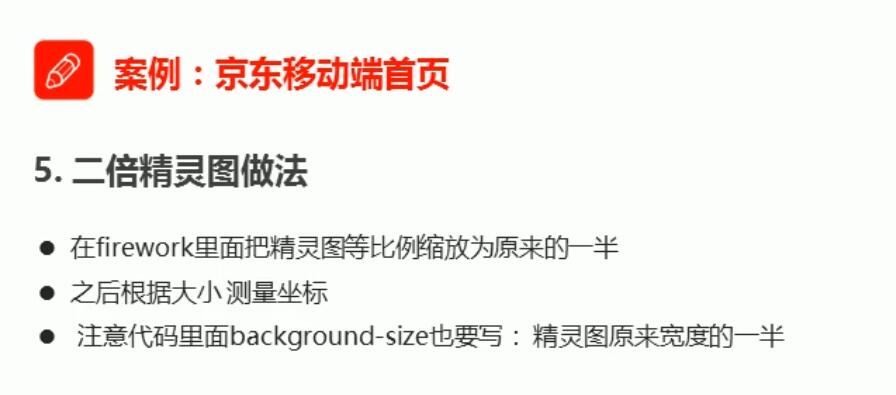 案例：京东移动端首页
5. 二倍精灵图做法
● 在firework里面把精灵图等比例缩放为原来的一半
● 之后根据大小 测量坐标
● 注意代码里面background-size也要写： 精灵图原来宽度的一半